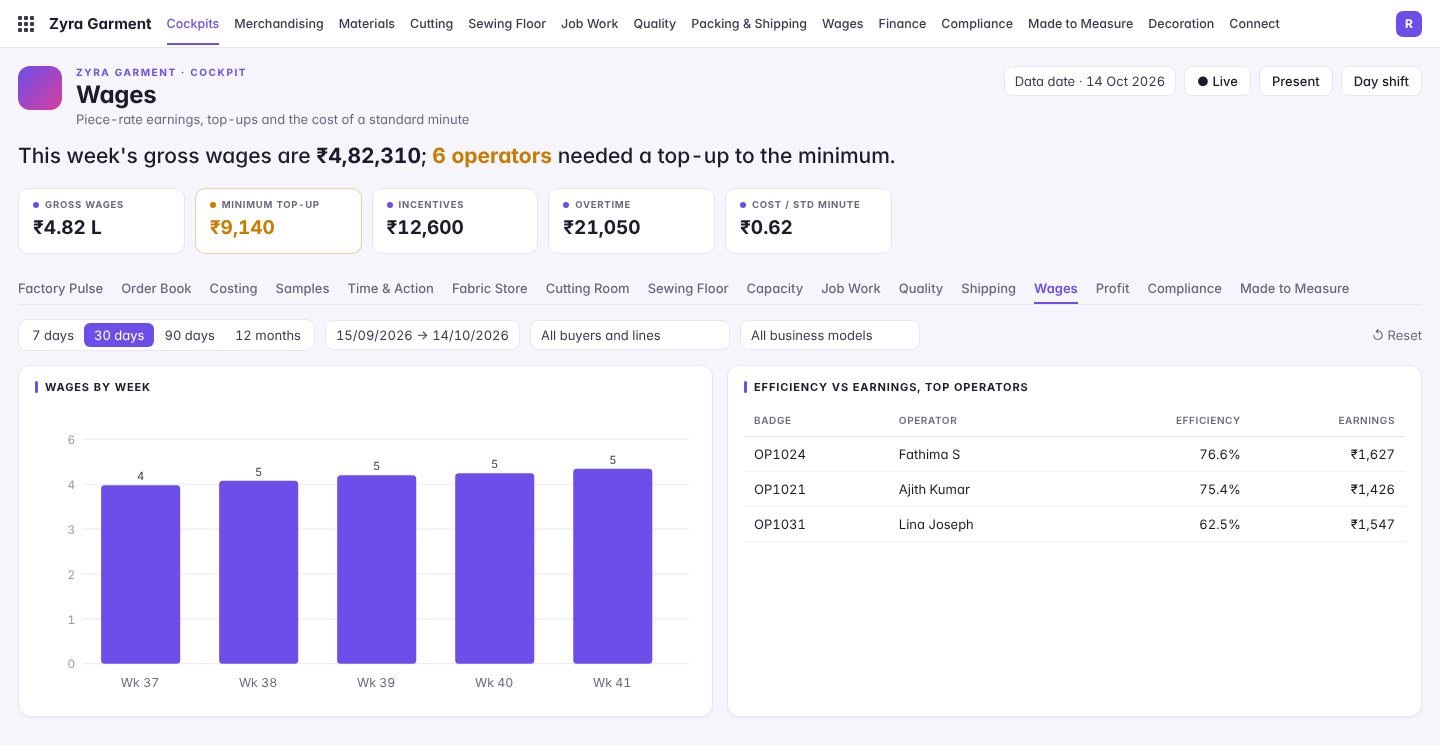 Zyra Garment Cockpits Merchandising Materials Cutting Sewing Floor Job Work Quality Packing & Shipping Wages Finance Compliance Made to Measure Decoration Connect R
ZYRA GARMENT · COCKPIT
Wages
Piece-rate earnings, top-ups and the cost of a standard minute
Data date · 14 Oct 2026 Live Present Day shift
This week's gross wages are ₹4,82,310; 6 operators needed a top-up to the minimum.
GROSS WAGES MINIMUM TOP-UP INCENTIVES OVERTIME COST / STD MINUTE
₹4.82 L ₹9,140 ₹12,600 ₹21,050 ₹0.62
Factory Pulse Order Book Costing Samples Time & Action Fabric Store Cutting Room Sewing Floor Capacity Job Work Quality Shipping Wages Profit Compliance Made to Measure
7 days 30 days 90 days 12 months 15/09/2026 → 14/10/2026 All buyers and lines All business models ↺ Reset
WAGES BY WEEK
6
4
3
2
1
0
4 5 5 5 5
Wk 37 Wk 38 Wk 39 Wk 40 Wk 41
EFFICIENCY VS EARNINGS, TOP OPERATORS
BADGE OPERATOR EFFICIENCY EARNINGS
OP1024 Fathima S 76.6% ₹1,627
OP1021 Ajith Kumar 75.4% ₹1,426
OP1031 Lina Joseph 62.5% ₹1,547